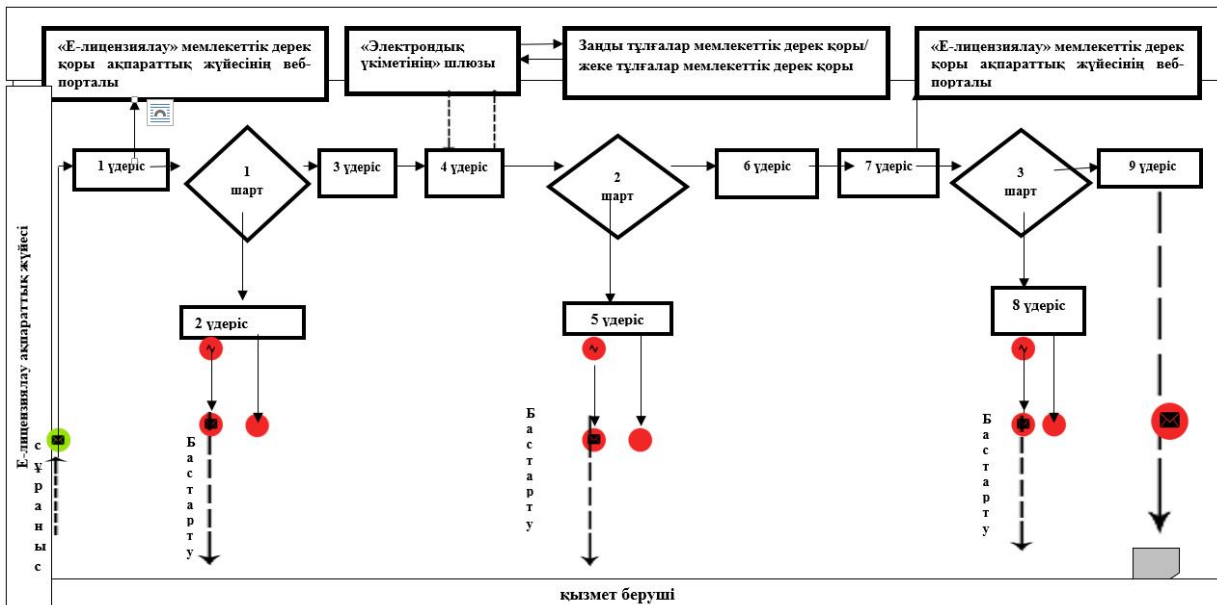 «Е-лицензиялау» мемлекеттік дерек
қоры ақпараттық жүйесінің веб-
порталы
«Электрондық
үкіметінің» шлюзы
Заңды тұлғалар мемлекеттік дерек қоры/
жеке тұлғалар мемлекеттік дерек қоры
«Е-лицензиялау» мемлекеттік дерек
қоры ақпараттық жүйесінің веб-
порталы
1 үдеріс
1
шарт
3 үдеріс
4 үдеріс
2
шарт
6 үдеріс
7 үдеріс
3
шарт
9 үдеріс
2 үдеріс
5 үдеріс
8 үдеріс
Е-лицензиялау ақпараттық жүйесі
сұраныс
Бастарту
Бастарту
Бастарту
қызмет беруші